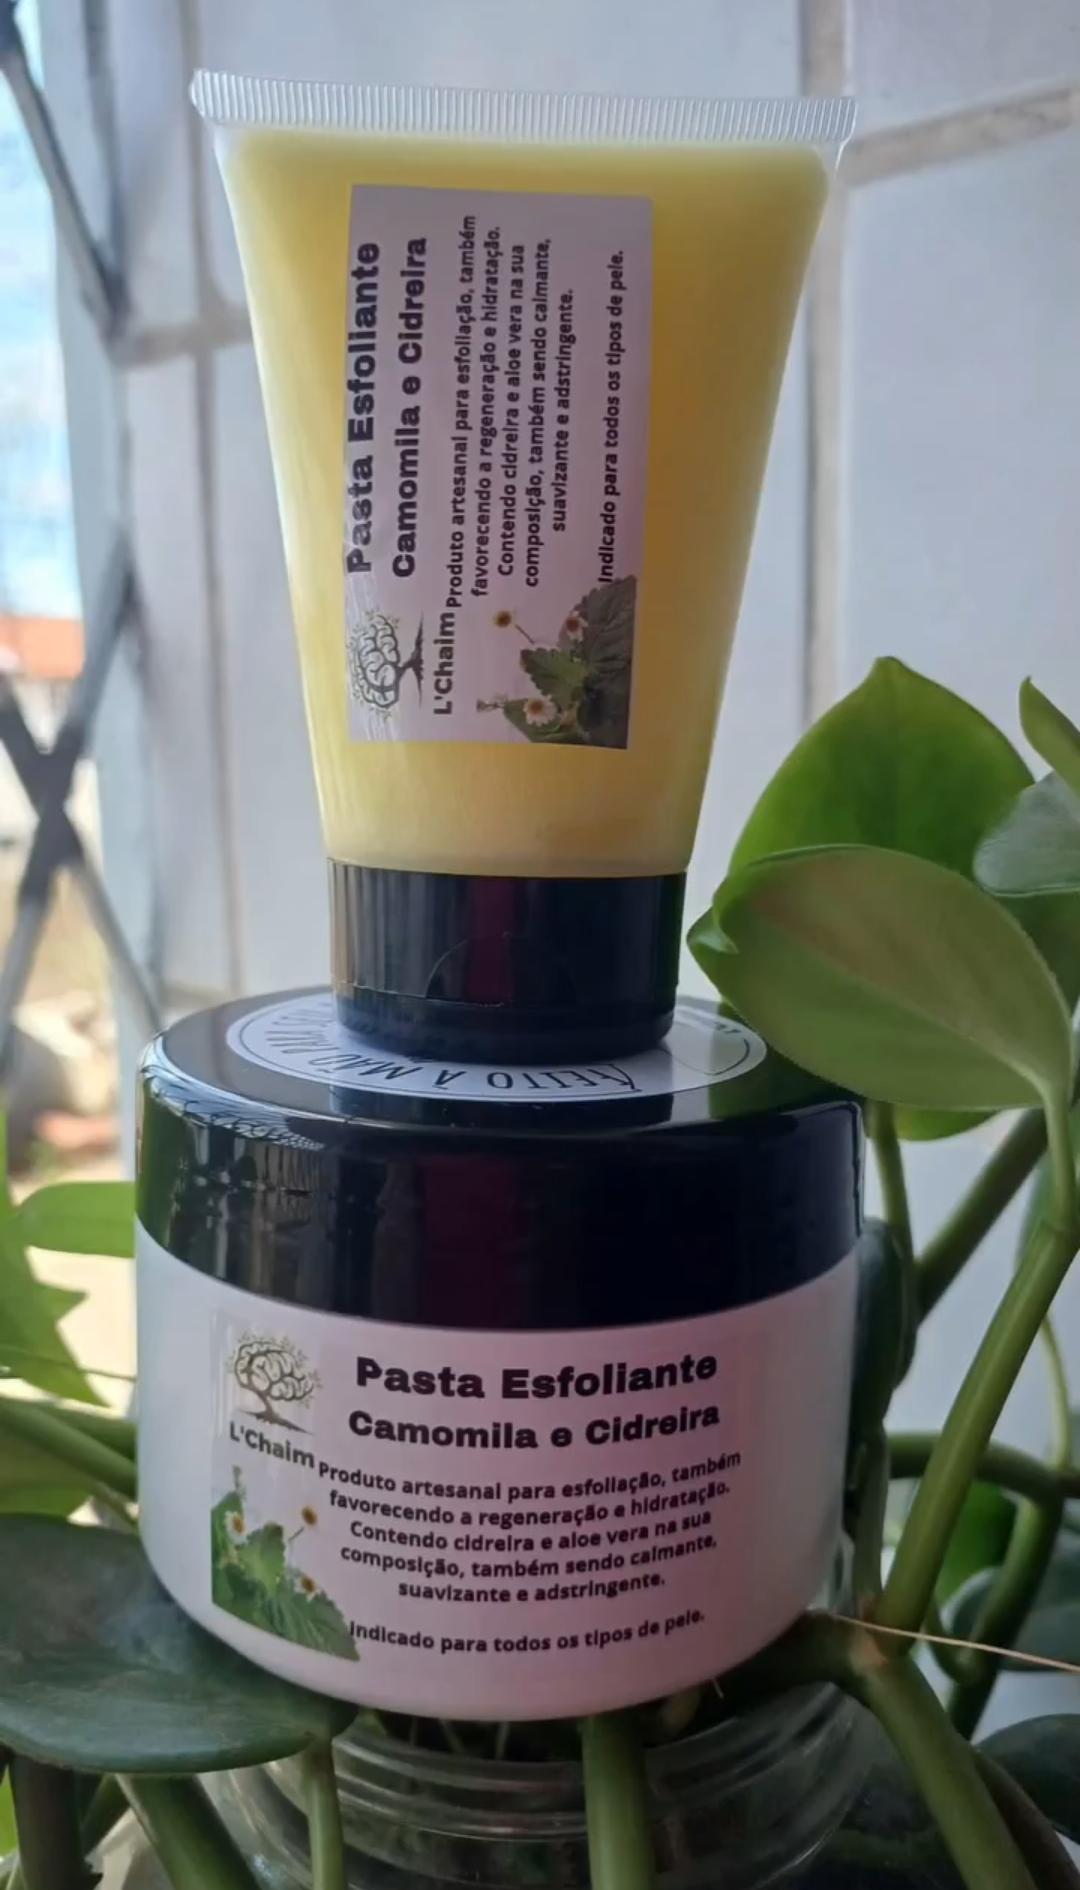 Pasta Esfoliante
Camomila e Cidreira
L'Chaim
Produto artesanal para esfoliação, também
favorecendo a regeneração e hidratação.
Contendo cidreira e aloe vera na sua
composição, também sendo calmante,
suavizante e adstringente.
Indicado para todos os tipos de pele.
FEITO À MÃO
Pasta Esfoliante
Camomila e Cidreira
L'Chaim
Produto artesanal para esfoliação, também
favorecendo a regeneração e hidratação.
Contendo cidreira e aloe vera na sua
composição, também sendo calmante,
suavizante e adstringente.
Indicado para todos os tipos de pele.